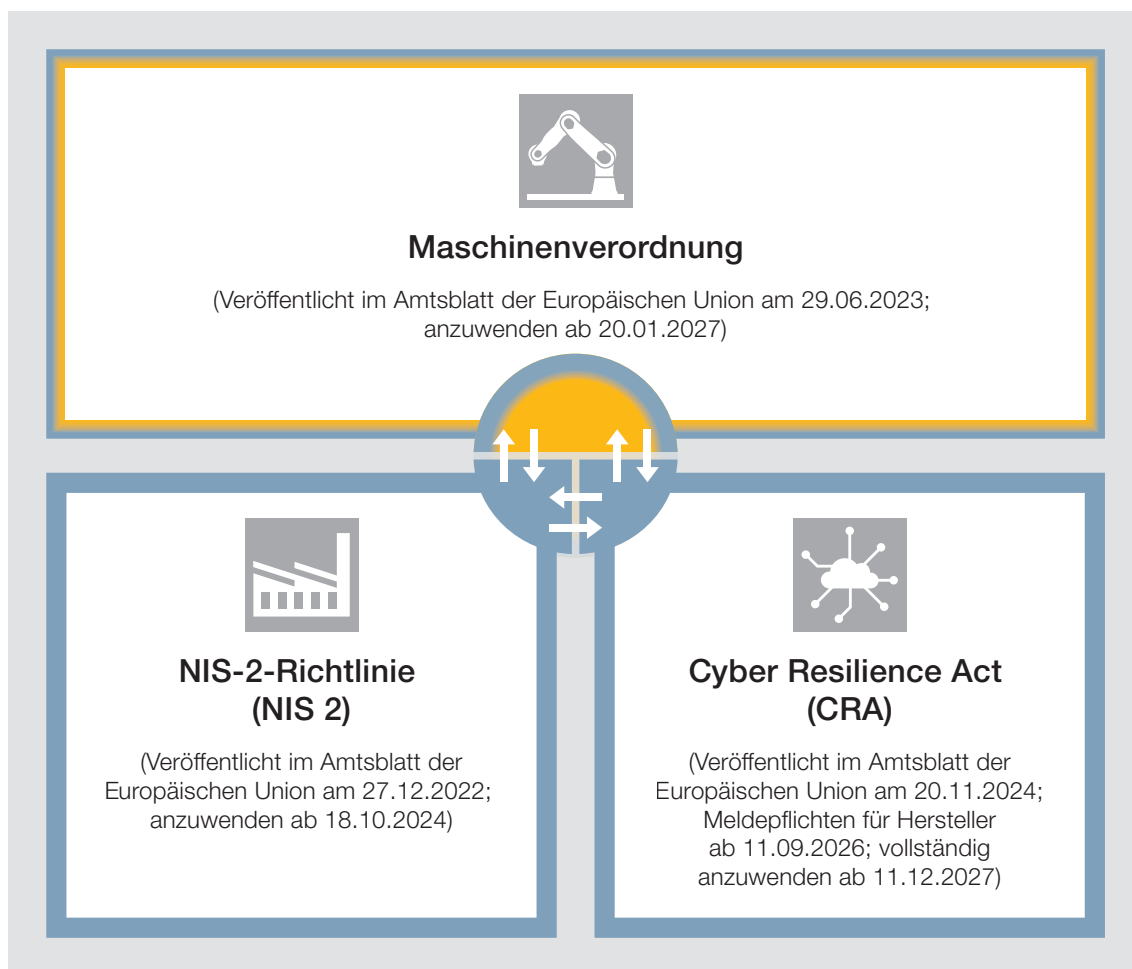 Maschinenverordnung
(Veröffentlicht im Amtsblatt der Europäischen Union am 29.06.2023;
anzuwenden ab 20.01.2027)
NIS-2-Richtlinie
(NIS 2)
(Veröffentlicht im Amtsblatt der
Europäischen Union am 27.12.2022;
anzuwenden ab 18.10.2024)
Cyber Resilience Act
(CRA)
(Veröffentlicht im Amtsblatt der
Europäischen Union am 20.11.2024;
Meldepflichten für Hersteller
ab 11.09.2026; vollständig
anzuwenden ab 11.12.2027)